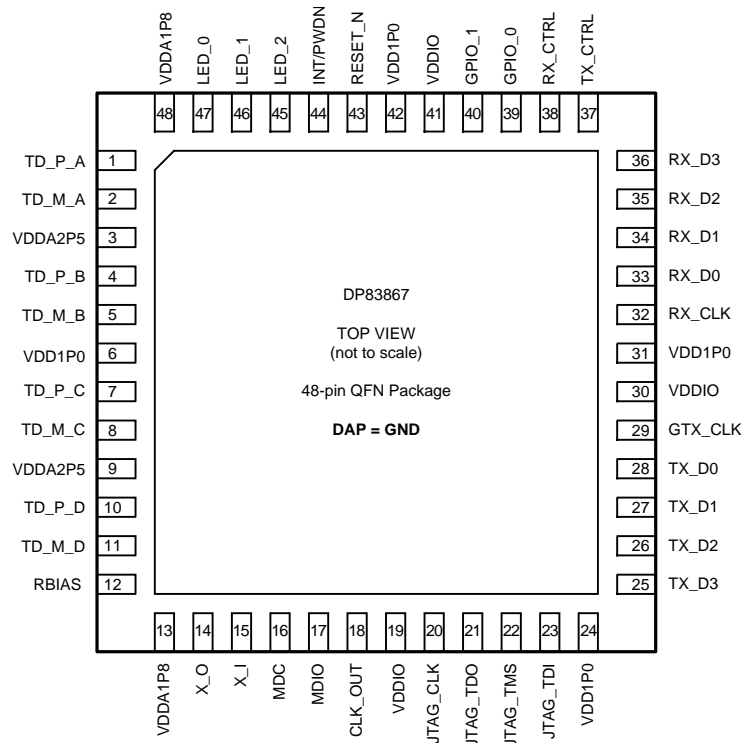 VDDA1P8
LED_0
LED_1
LED_2
INT/PWDN
RESET_N
VDD1P0
VDDIO
GPIO_1
GPIO_0
RX_CTRL
TX_CTRL
48 47 46 45 44 43 42 41 40 39 38 37
TD_P_A 1
TD_M_A 2
VDDA2P5 3
TD_P_B 4
TD_M_B 5
VDD1P0 6
TD_P_C 7
TD_M_C 8
VDDA2P5 9
TD_P_D 10
TD_M_D 11
RBIAS 12
DP83867
TOP VIEW
(not to scale)
48-pin QFN Package
DAP = GND
36 RX_D3
35 RX_D2
34 RX_D1
33 RX_D0
32 RX_CLK
31 VDD1P0
30 VDDIO
29 GTX_CLK
28 TX_D0
27 TX_D1
26 TX_D2
25 TX_D3
13 14 15 16 17 18 19 20 21 22 23 24
VDDA1P8
X_O
X_I
MDC
MDIO
CLK_OUT
VDDIO
JTAG_CLK
JTAG_TDO
JTAG_TMS
JTAG_TDI
VDD1P0